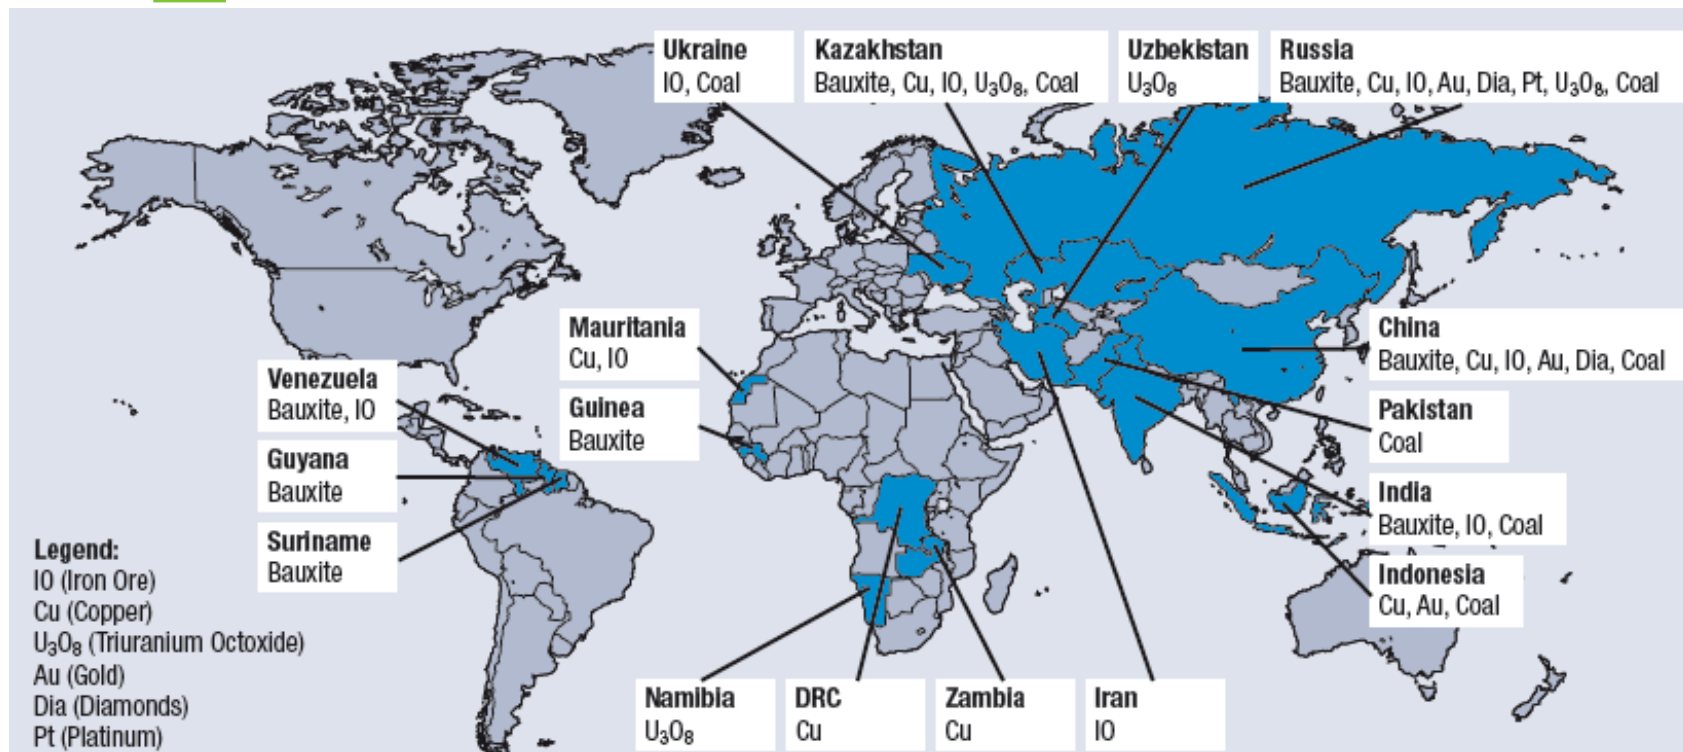 Ukraine
IO, Coal
Kazakhstan
Bauxite, Cu, IO, U₃O₈, Coal
Uzbekistan
U₃O₈
Russia
Bauxite, Cu, IO, Au, Dia, Pt, U₃O₈, Coal
Mauritania
Cu, IO
China
Bauxite, Cu, IO, Au, Dia, Coal
Venezuela
Bauxite, IO
Guinea
Bauxite
Pakistan
Coal
Guyana
Bauxite
India
Bauxite, IO, Coal
Suriname
Bauxite
Indonesia
Cu, Au, Coal
Legend:
IO (Iron Ore)
Cu (Copper)
U₃O₈ (Triuranium Octoxide)
Au (Gold)
Dia (Diamonds)
Pt (Platinum)
Namibia
U₃O₈
DRC
Cu
Zambia
Cu
Iran
IO